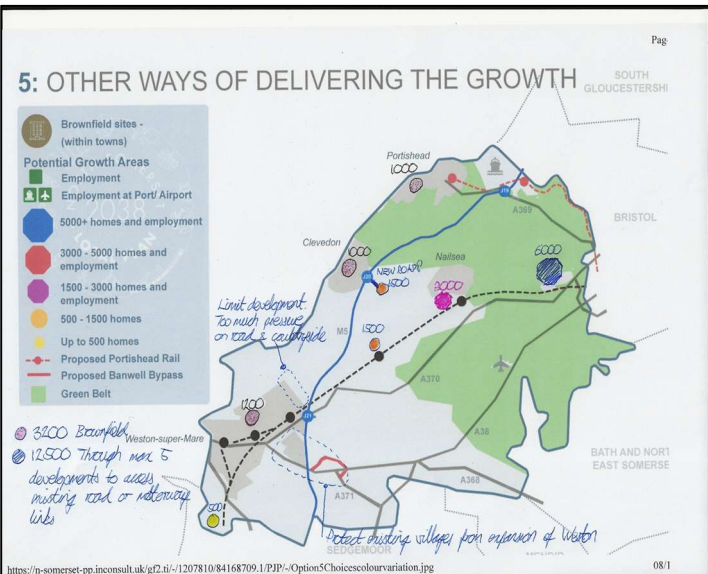 Pag
5: OTHER WAYS OF DELIVERING THE GROWTH
SOUTH
GLOUCESTERSHI
Brownfield sites -
(within towns)
Potential Growth Areas
Employment
Employment at Port/ Airport
5000+ homes and employment
3000 - 5000 homes and
employment
1500 - 3000 homes and
employment
500 - 1500 homes
Up to 500 homes
Proposed Portishead Rail
Proposed Banwell Bypass
Green Belt
Portishead
1000
J19
A369
BRISTOL
Clevedon
1000
J20
NEW ROAD
1500
Nailsea
3000
6000
Limit development.
Too much pressure
on road & countryside
M5
1500
A370
1200
J21
Weston-super-Mare
3200 Brownfield
12500 Through max 5
developments to access
existing road or motorway
links
500
A38
A371
A368
BATH AND NORT
EAST SOMERSE
Protect existing villages from expansion of Weston
SEDGEMOOR
https://n-somerset-pp.inconsult.uk/gf2.ti/-/1207810/84168709.1/PJP/-/Option5Choicescolourvariation.jpg
08/1